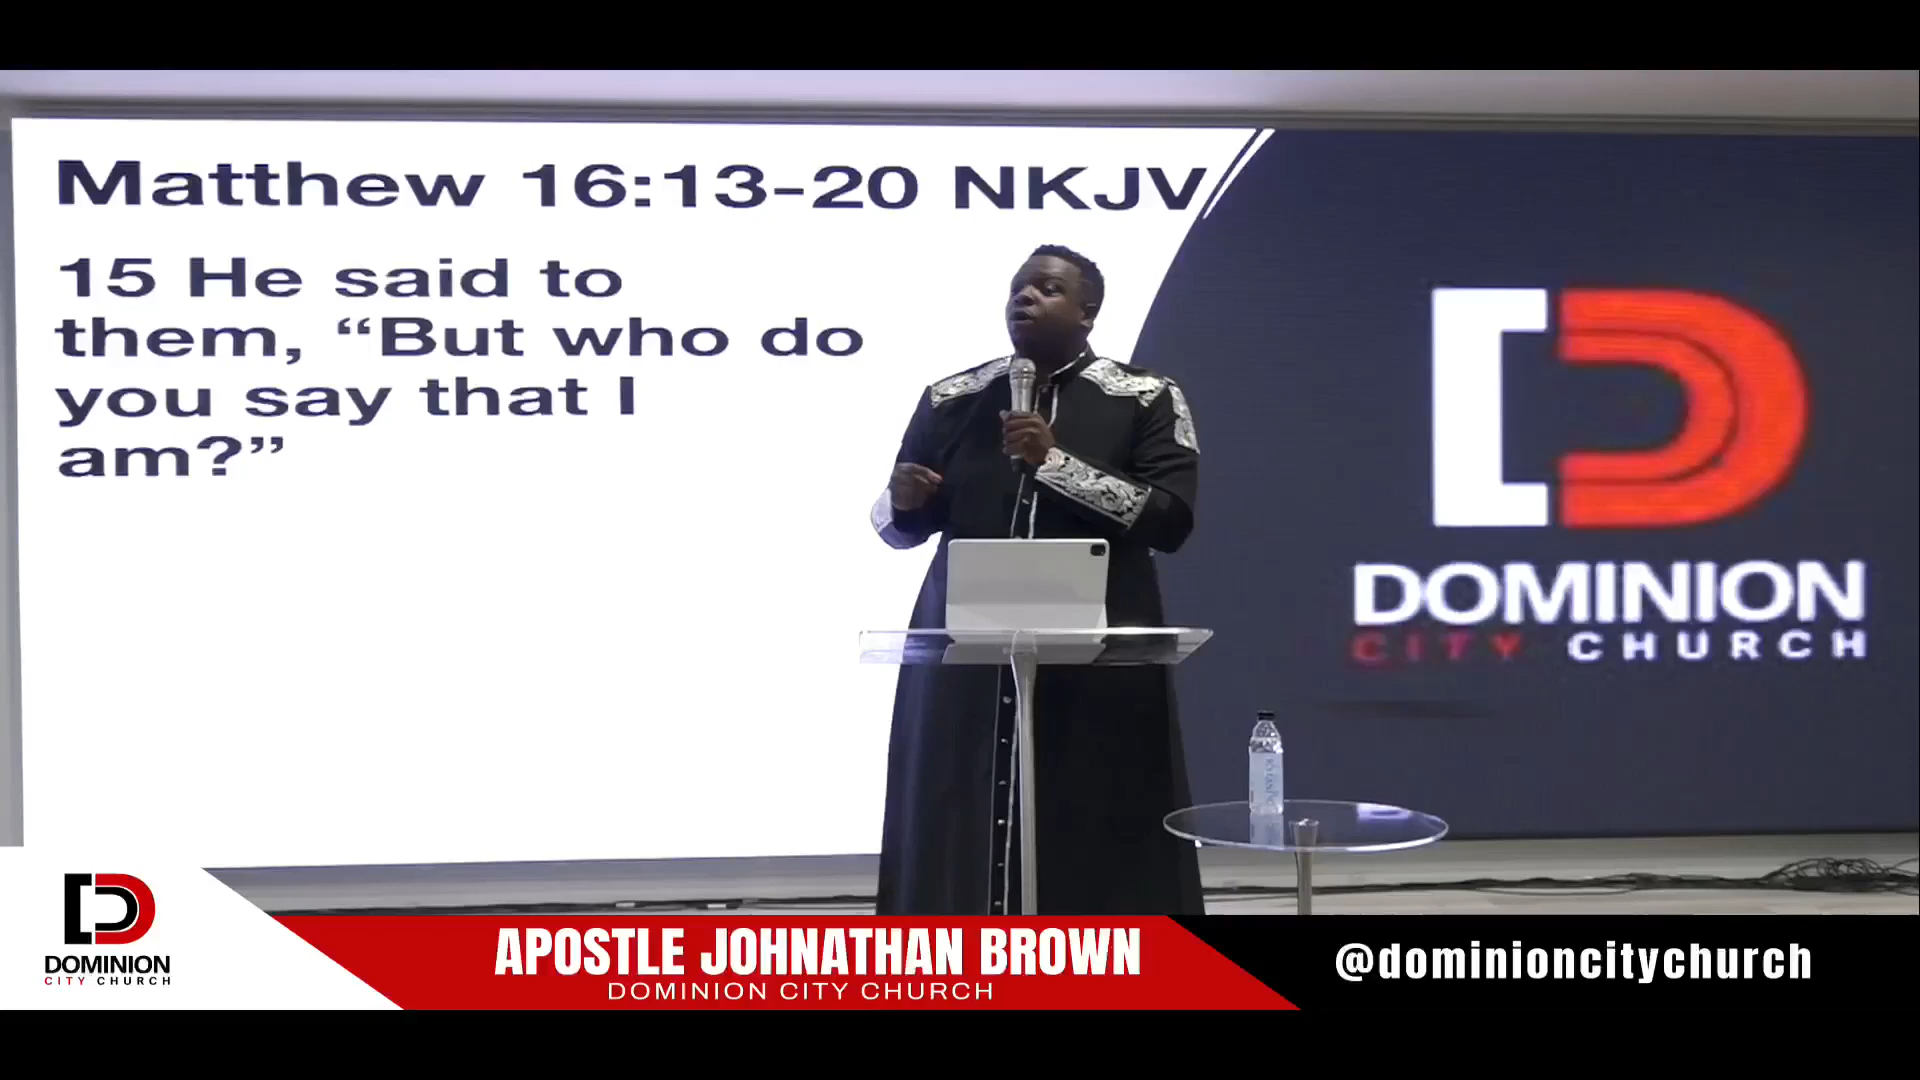 Matthew 16:13-20 NKJV
15 He said to
them, “But who do
you say that I
am?”
DOMINION
CITY CHURCH
DOMINION
CITY CHURCH
APOSTLE JOHNATHAN BROWN
DOMINION CITY CHURCH
@dominioncitychurch